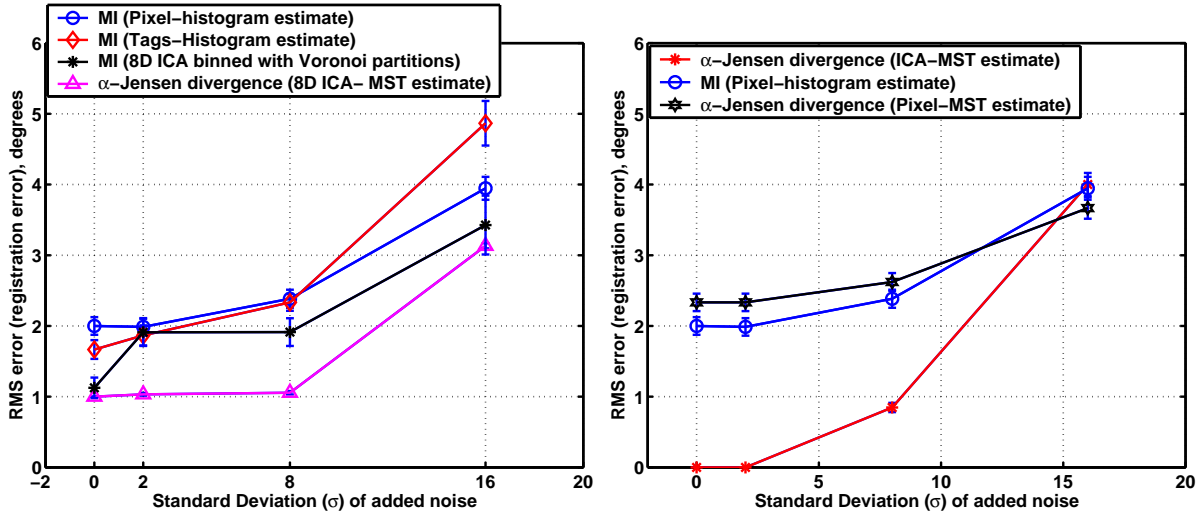 MI (Pixel−histogram estimate)
MI (Tags−Histogram estimate)
MI (8D ICA binned with Voronoi partitions)
α−Jensen divergence (8D ICA− MST estimate)
6
5
4
3
2
1
0
−2 0 2 8 16 20
RMS error (registration error), degrees
Standard Deviation (σ) of added noise
α−Jensen divergence (ICA−MST estimate)
MI (Pixel−histogram estimate)
α−Jensen divergence (Pixel−MST estimate)
6
5
4
3
2
1
0
0 5 10 15 20
RMS error (registration error), degrees
Standard Deviation (σ) of added noise